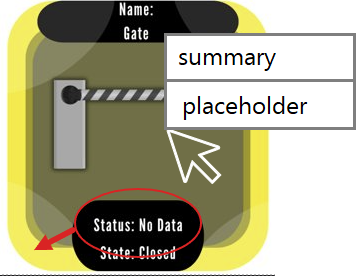 Name:
Gate
summary
placeholder
Status: No Data
State: Closed